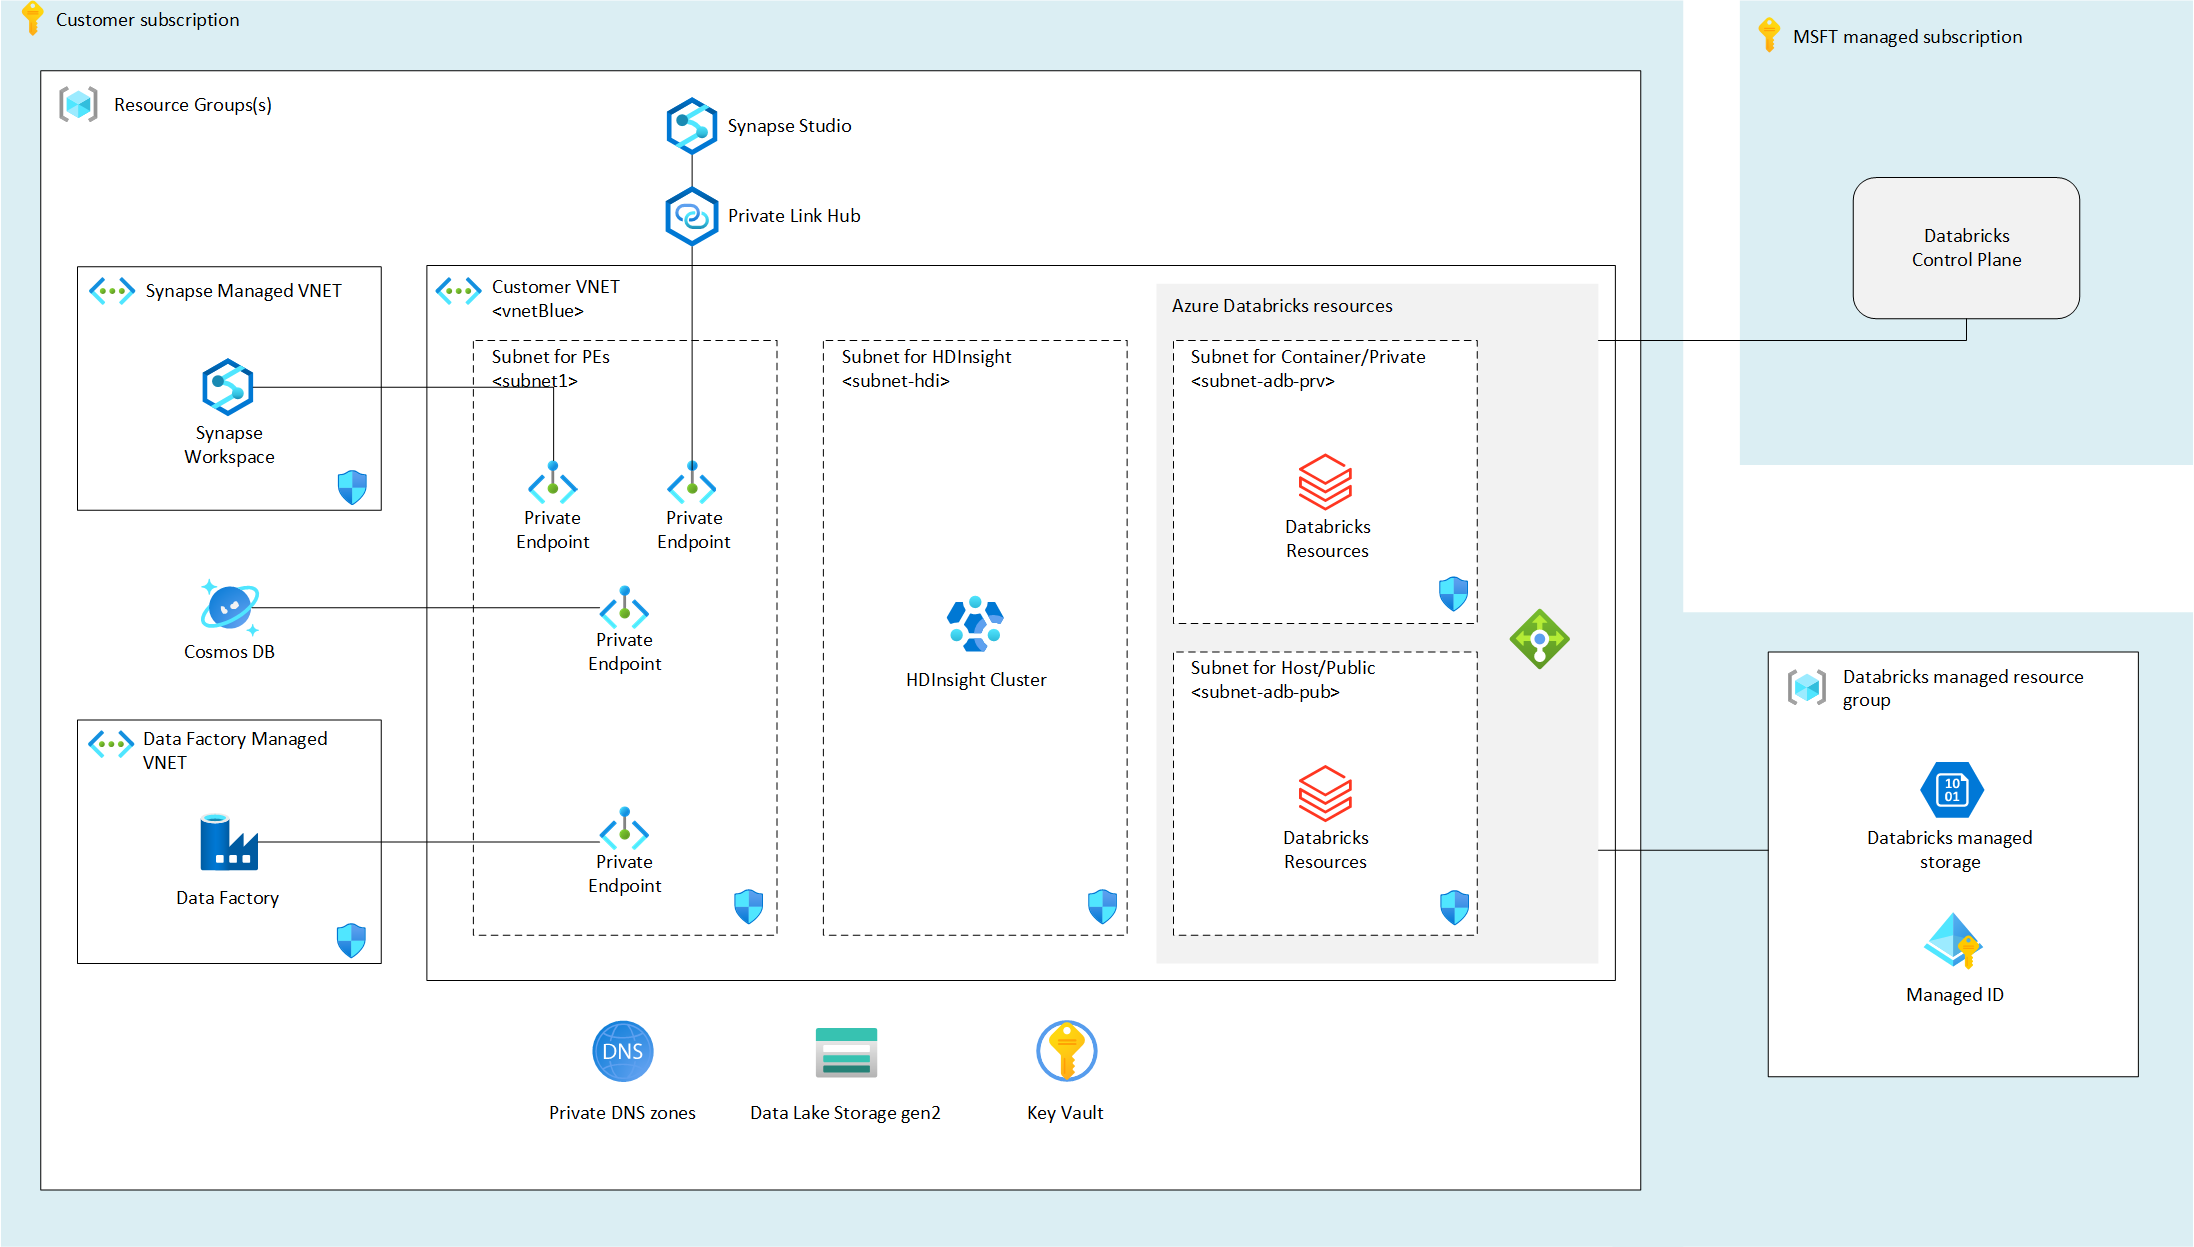 Customer subscription
MSFT managed subscription
Resource Groups(s)
Synapse Studio
Private Link Hub
Databricks
Control Plane
Synapse Managed VNET
Synapse
Workspace
Customer VNET
<vnetBlue>
Subnet for PEs
<subnet1>
Private
Endpoint
Private
Endpoint
Subnet for HDInsight
<subnet-hdi>
Azure Databricks resources
Subnet for Container/Private
<subnet-adb-prv>
Databricks
Resources
Cosmos DB
Private
Endpoint
HDInsight Cluster
Subnet for Host/Public
<subnet-adb-pub>
Databricks
Resources
Databricks managed resource
group
10
01
Databricks managed
storage
Managed ID
Data Factory Managed
VNET
Data Factory
Private
Endpoint
DNS
Private DNS zones
Data Lake Storage gen2
Key Vault